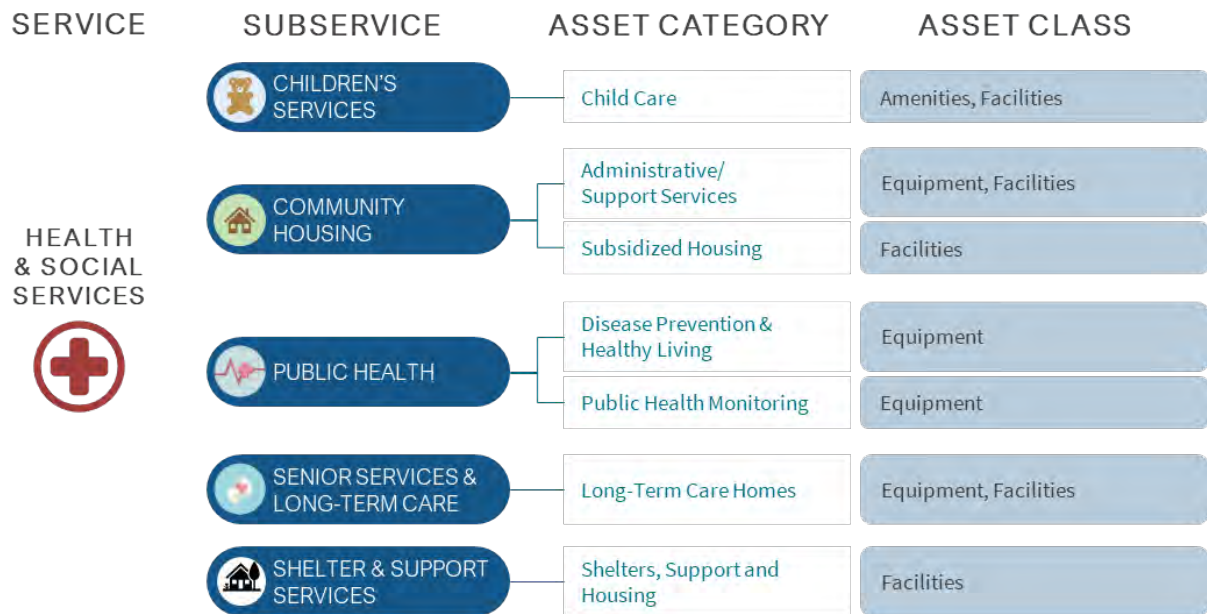 SERVICE SUBSERVICE ASSET CATEGORY ASSET CLASS
HEALTH
& SOCIAL
SERVICES
CHILDREN'S
SERVICES
Child Care
Amenities, Facilities
COMMUNITY
HOUSING
Administrative/
Support Services
Equipment, Facilities
Subsidized Housing
Facilities
PUBLIC HEALTH
Disease Prevention &
Healthy Living
Equipment
Public Health Monitoring
Equipment
SENIOR SERVICES &
LONG-TERM CARE
Long-Term Care Homes
Equipment, Facilities
SHELTER & SUPPORT
SERVICES
Shelters, Support and
Housing
Facilities